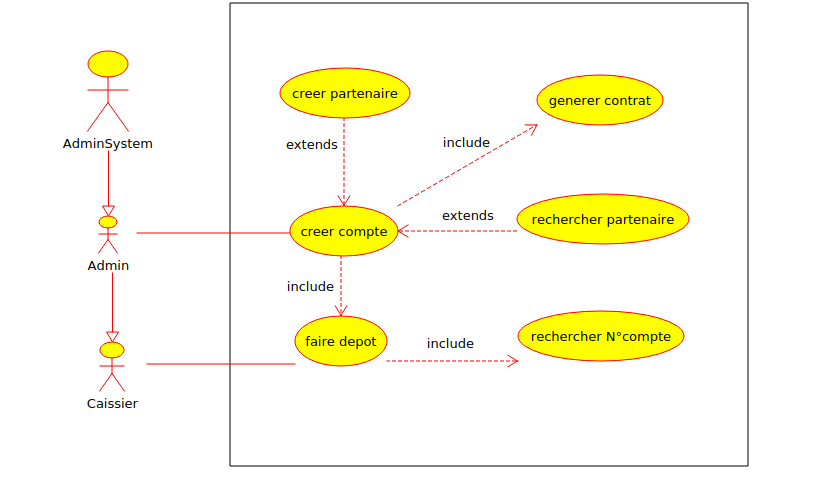 creer partenaire
generer contrat
AdminSystem
extends
include
rechercher partenaire
extends
creer compte
Admin
include
rechercher N°compte
faire depot
include
Caissier